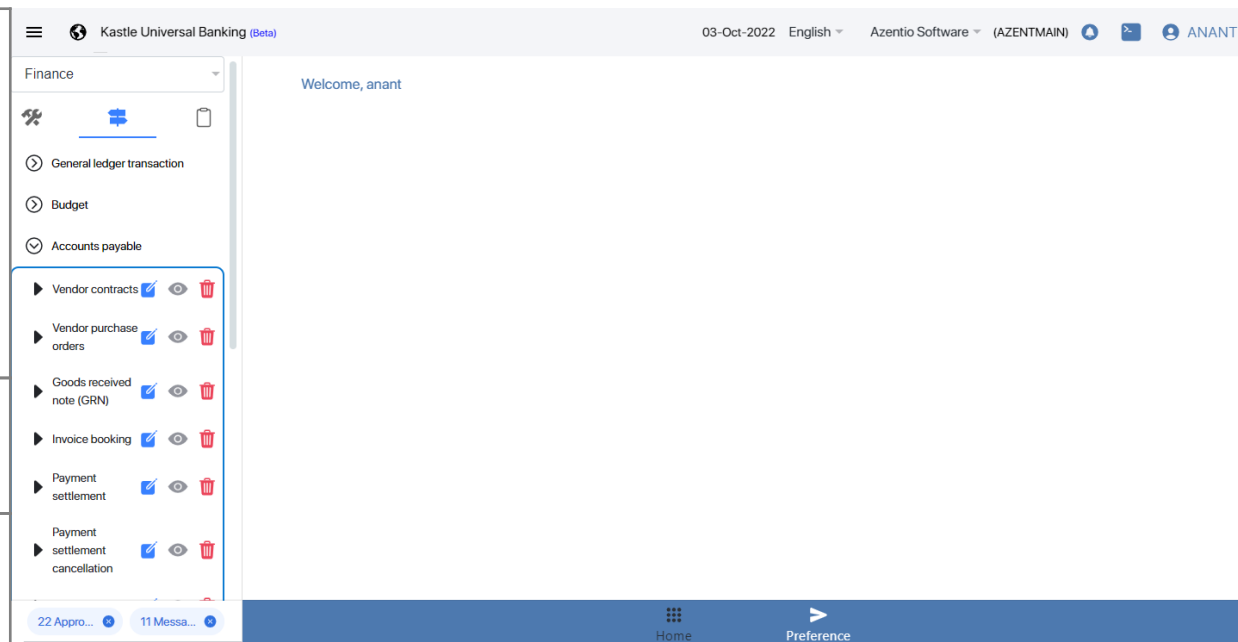 Kastle Universal Banking (Beta)
03-Oct-2022 English Azentio Software (AZENTMAIN) ANANT
Finance
Welcome, anant
General ledger transaction
Budget
Accounts payable
Vendor contracts
Vendor purchase
orders
Goods received
note (GRN)
Invoice booking
Payment
settlement
Payment
settlement
cancellation
22 Appro... 11 Messa...
Home Preference